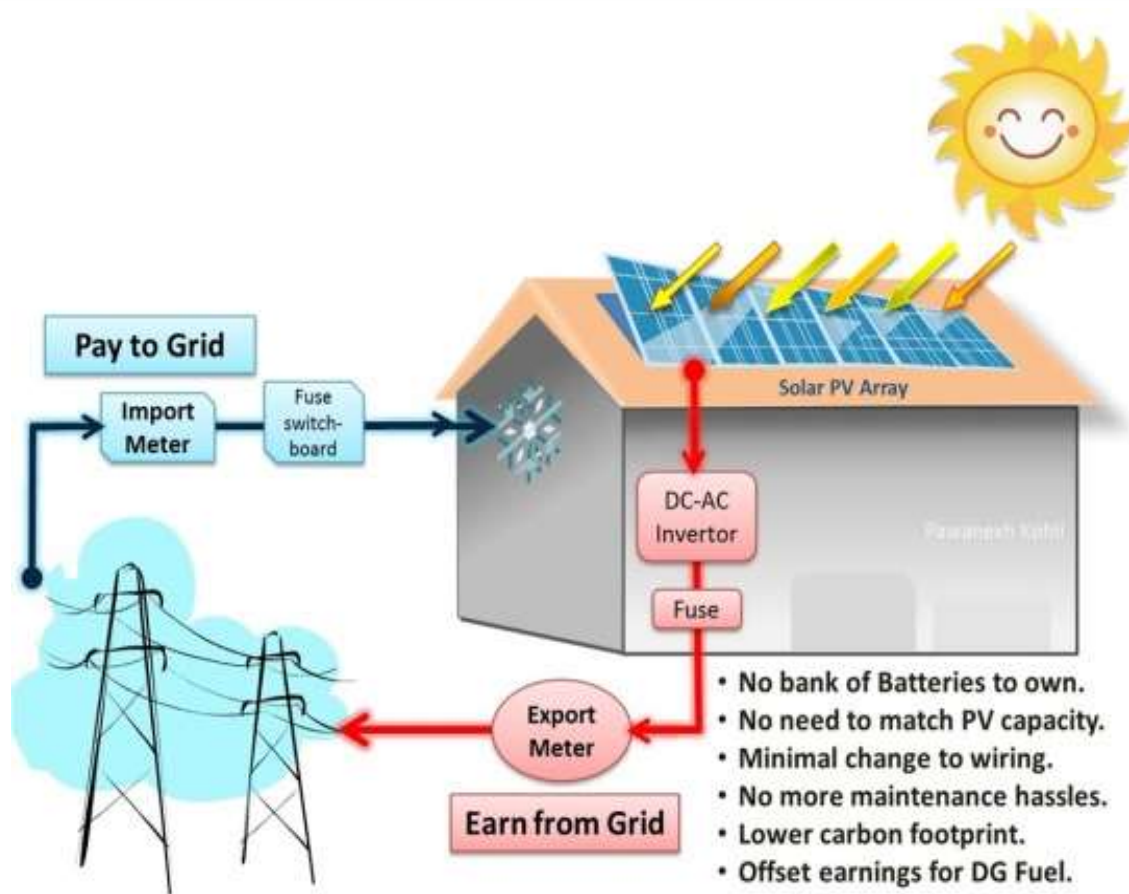 Pay to Grid
Import
Meter
Fuse
switch-
board
Solar PV Array
DC-AC
Invertor
Fuse
Export
Meter
Earn from Grid
• No bank of Batteries to own.
• No need to match PV capacity.
• Minimal change to wiring.
• No more maintenance hassles.
• Lower carbon footprint.
• Offset earnings for DG Fuel.